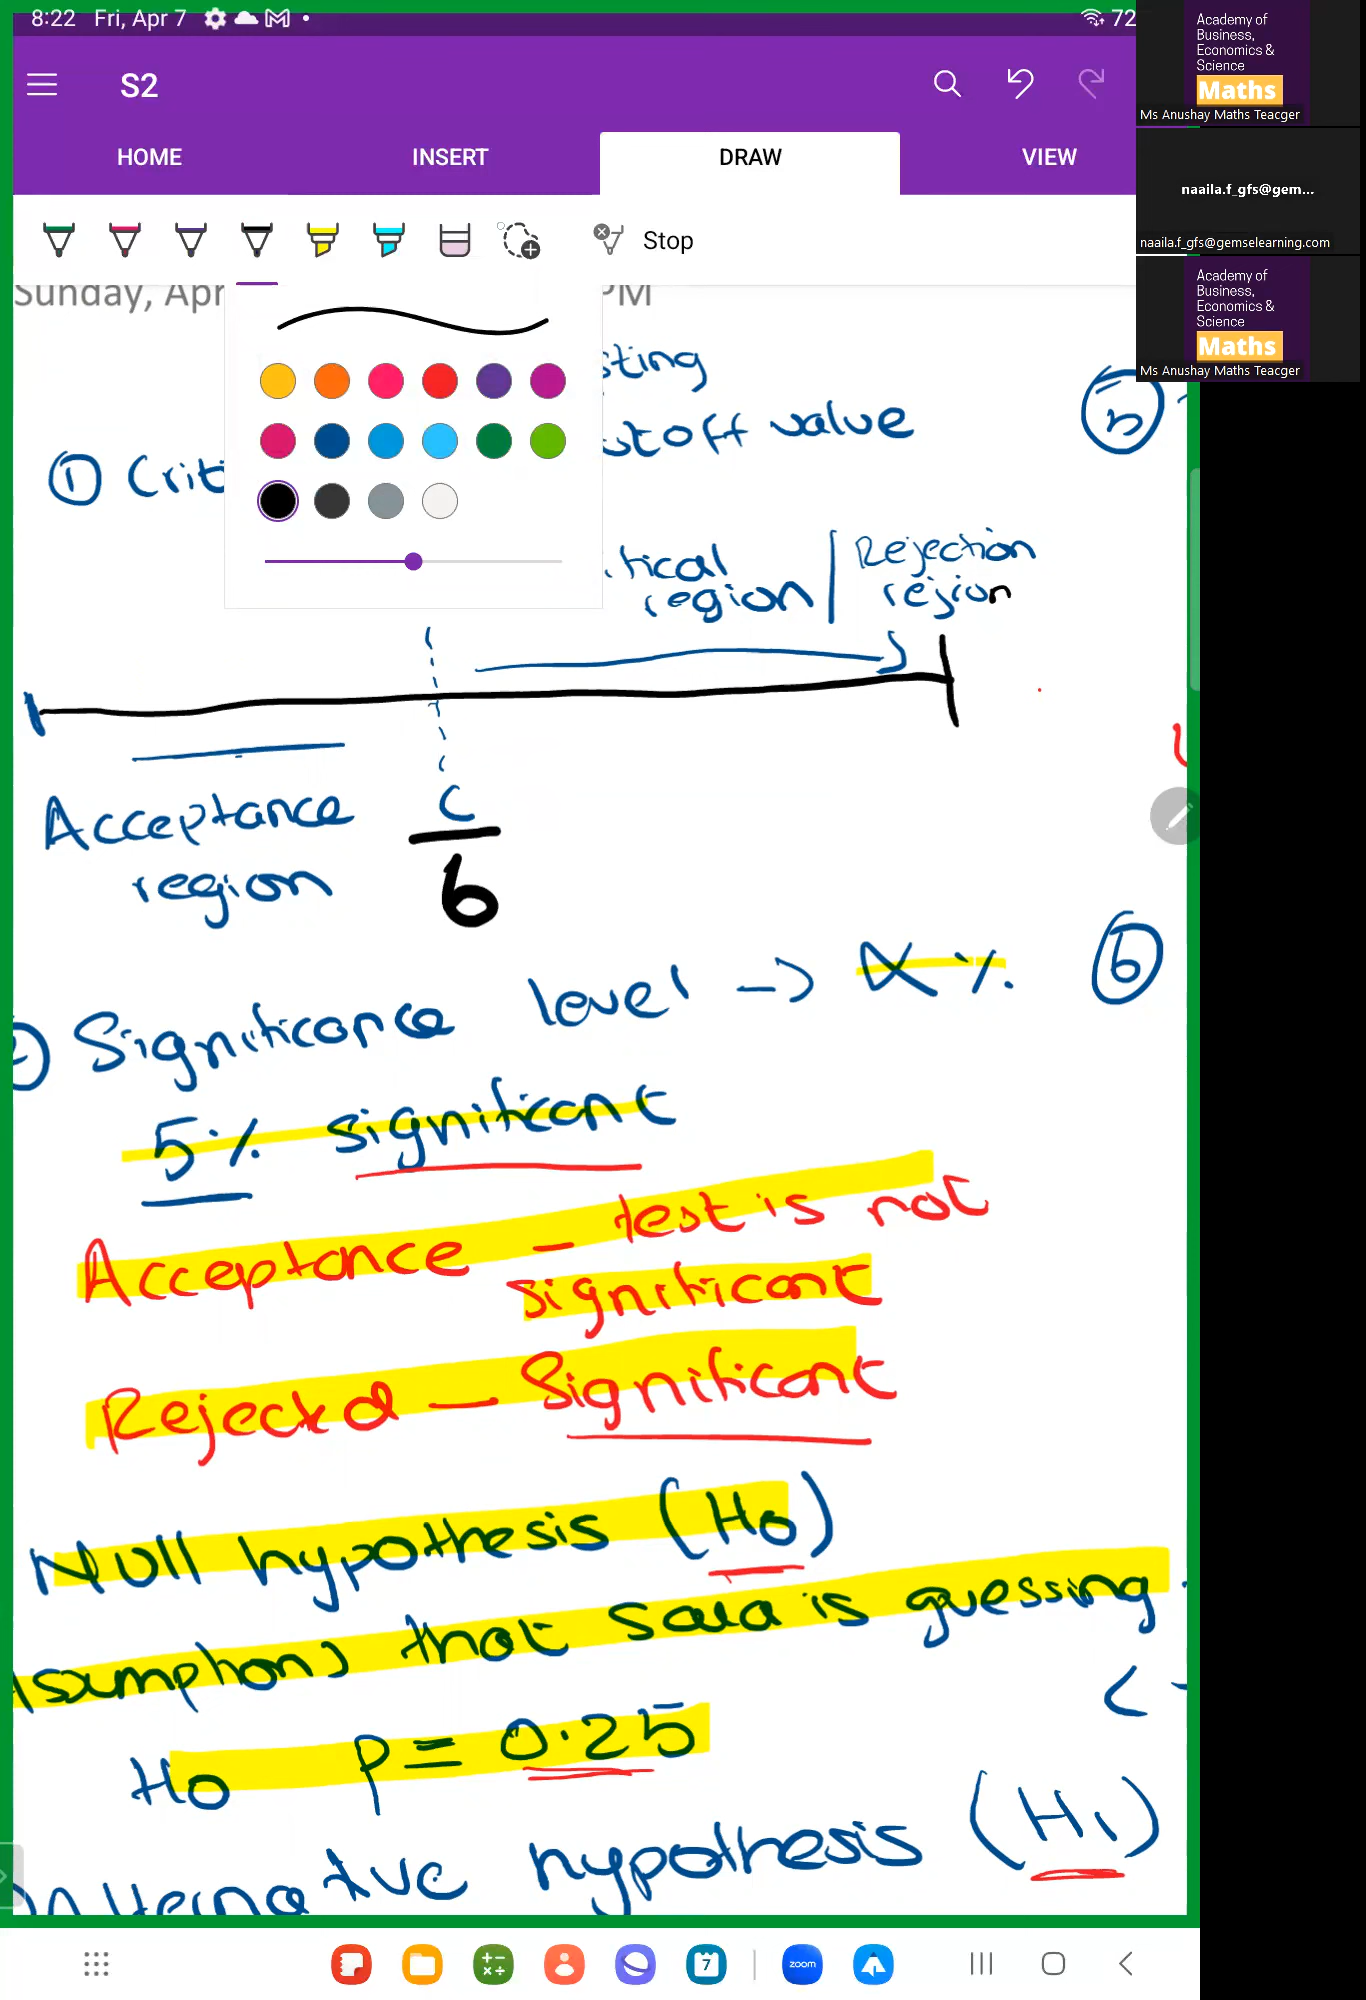 8:22 Fri, Apr 7
72
S2
HOME INSERT DRAW VIEW
Stop
Academy of
Business,
Economics &
Science
Maths
Ms Anushay Maths Teacger
naaila.f_gfs@gem...
naaila.f_gfs@gemselearning.com
Academy of
Business,
Economics &
Science
Maths
Ms Anushay Maths Teacger
Sunday, Apr PM
sting
toff value
① Crit
5
tical
region | Rejection
region
Acceptance
region
C
6
Significance level -> α %
6
5% significant
Acceptance - test is not
significant
Rejected - Significant
Null hypothesis (H0)
that Sara is guessing
H0 P = 0.25
hypothesis (H1)
7
zoom